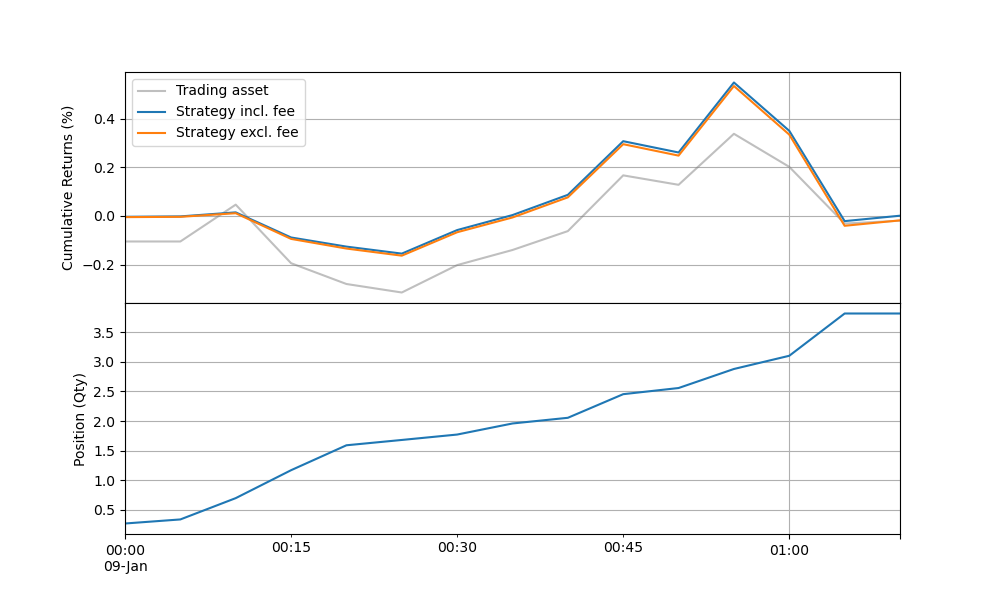 Trading asset
Strategy incl. fee
Strategy excl. fee
Cumulative Returns (%)
0.4
0.2
0.0
−0.2
Position (Qty)
3.5
3.0
2.5
2.0
1.5
1.0
0.5
00:00 00:15 00:30 00:45 01:00
09-Jan